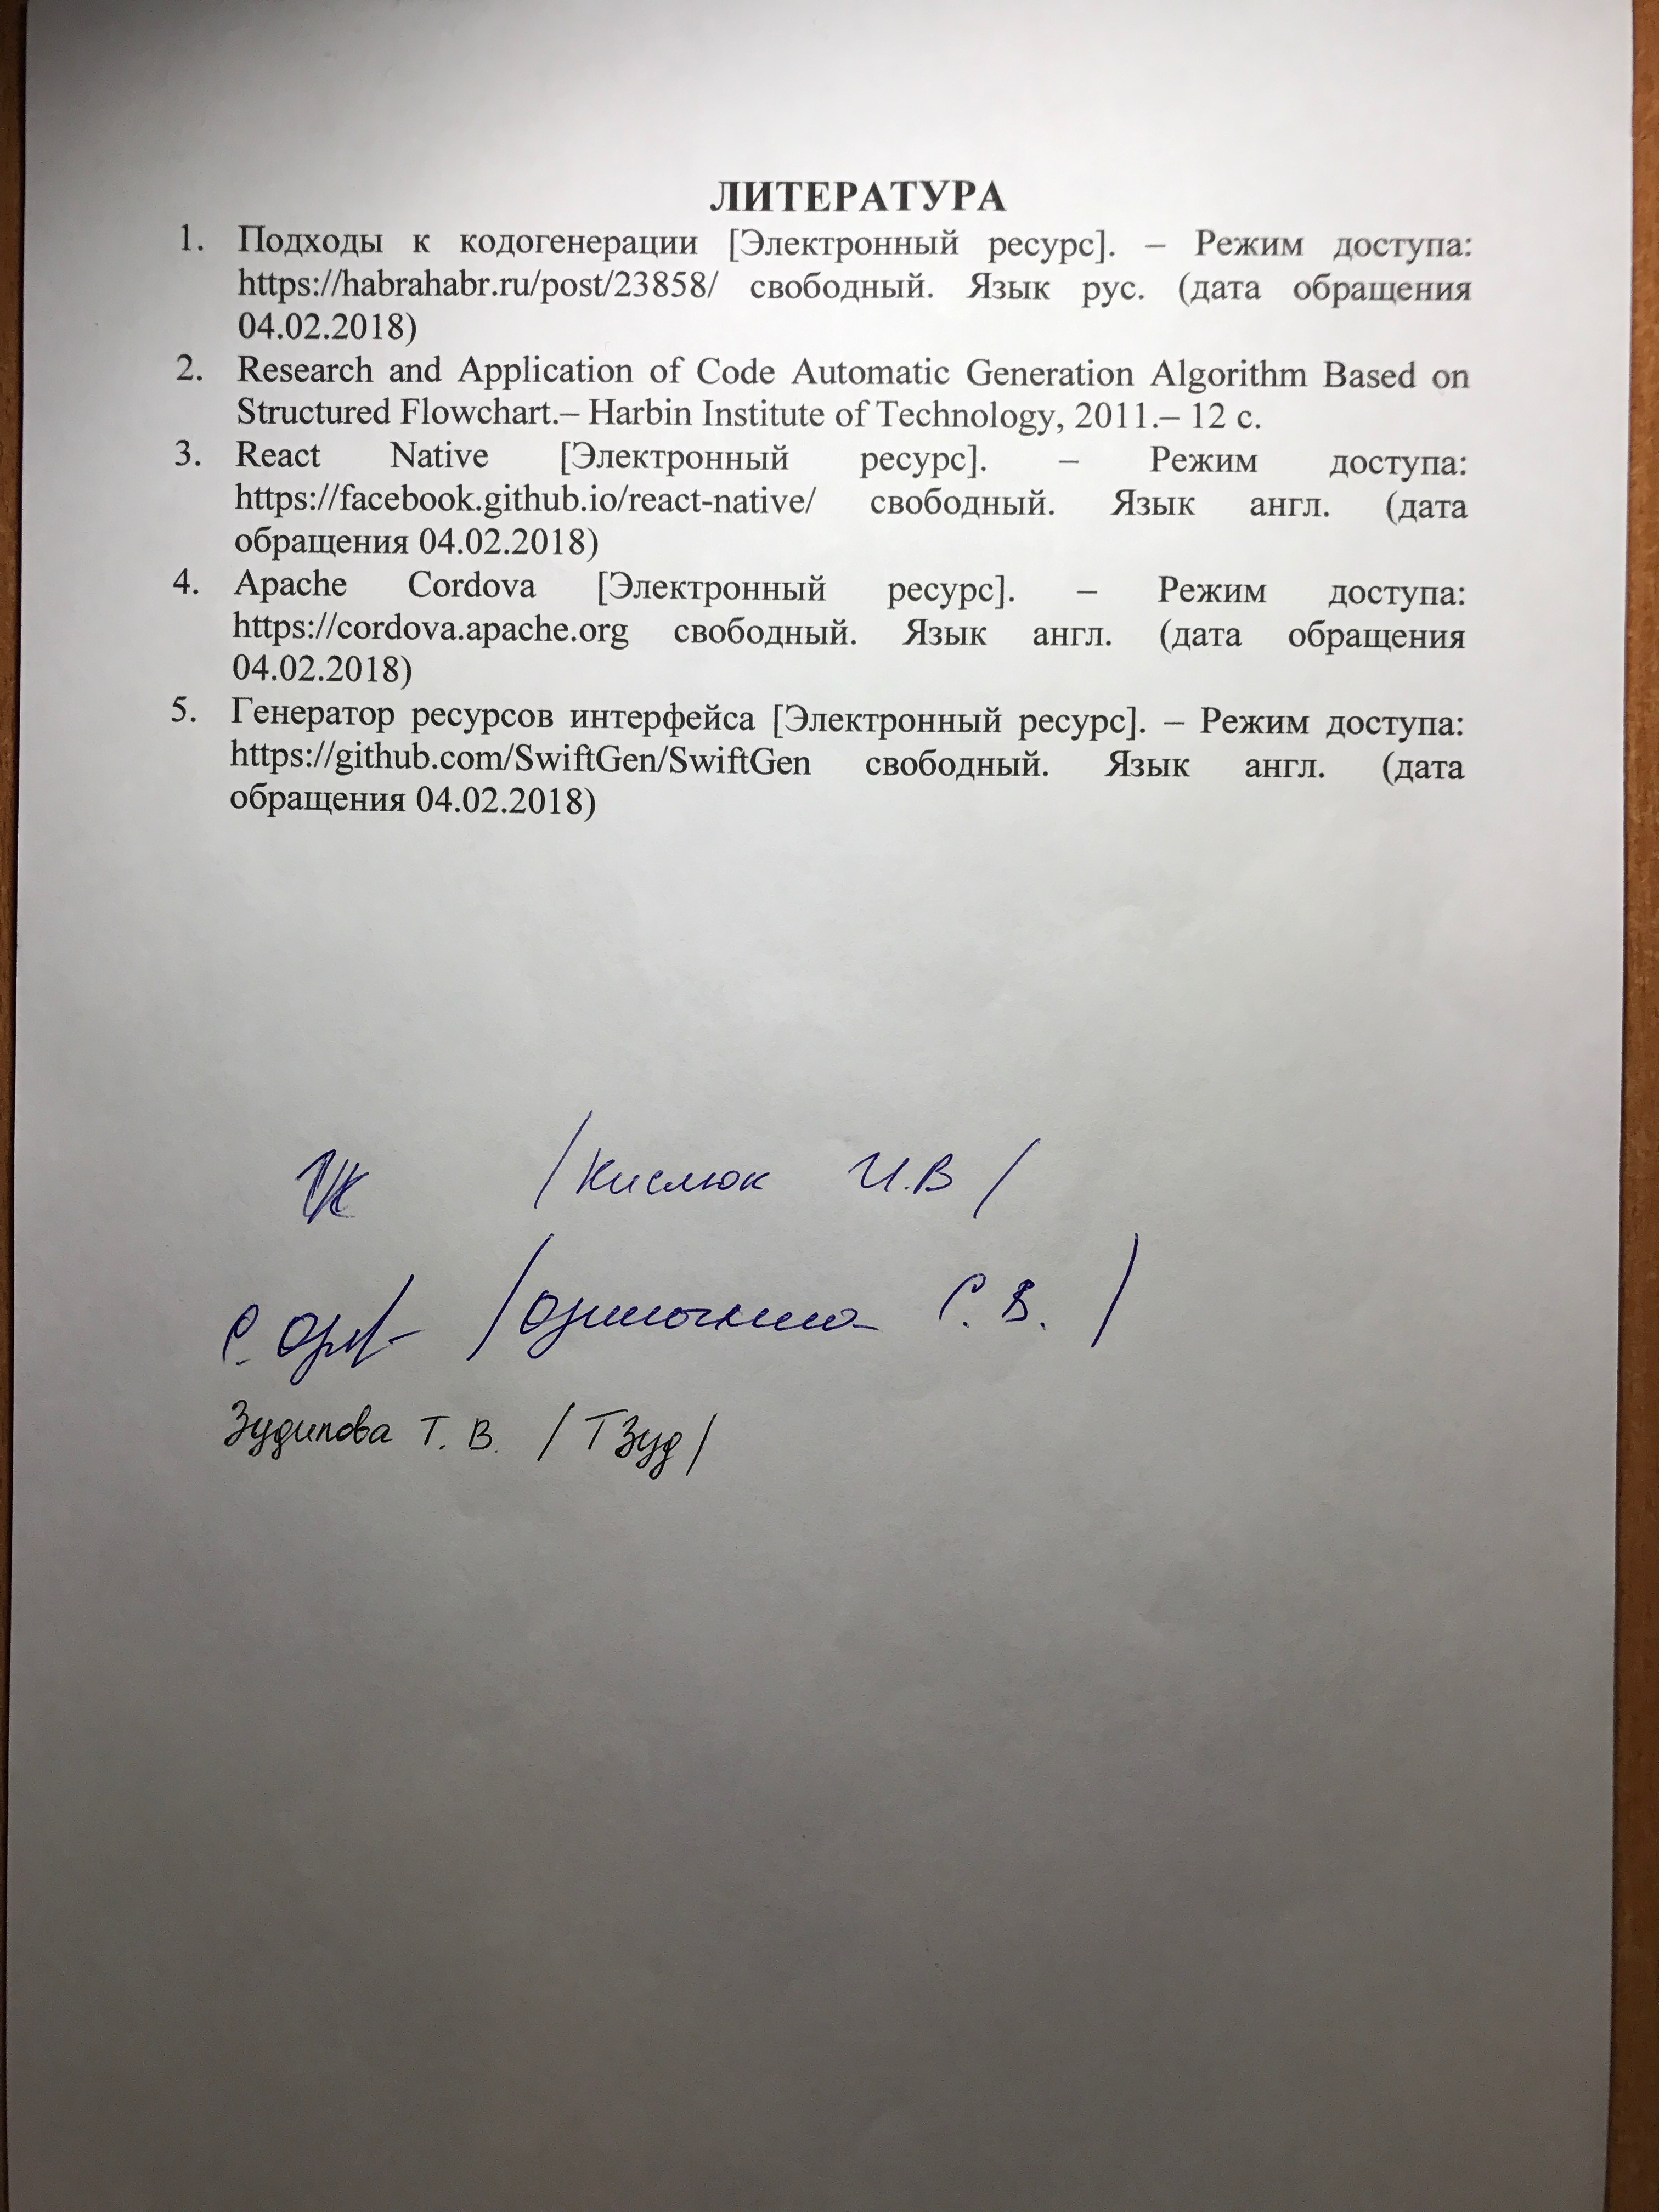 ЛИТЕРАТУРА
1. Подходы к кодогенерации [Электронный ресурс]. – Режим доступа:
https://habrahabr.ru/post/23858/ свободный. Язык рус. (дата обращения
04.02.2018)
2. Research and Application of Code Automatic Generation Algorithm Based on
Structured Flowchart.– Harbin Institute of Technology, 2011.– 12 с.
3. React Native [Электронный ресурс]. – Режим доступа:
https://facebook.github.io/react-native/ свободный. Язык англ. (дата
обращения 04.02.2018)
4. Apache Cordova [Электронный ресурс]. – Режим доступа:
https://cordova.apache.org свободный. Язык англ. (дата обращения
04.02.2018)
5. Генератор ресурсов интерфейса [Электронный ресурс]. – Режим доступа:
https://github.com/SwiftGen/SwiftGen свободный. Язык англ. (дата
обращения 04.02.2018)
/Кислюк И.В/
С. В. /
Т. В. / ТЗуд/